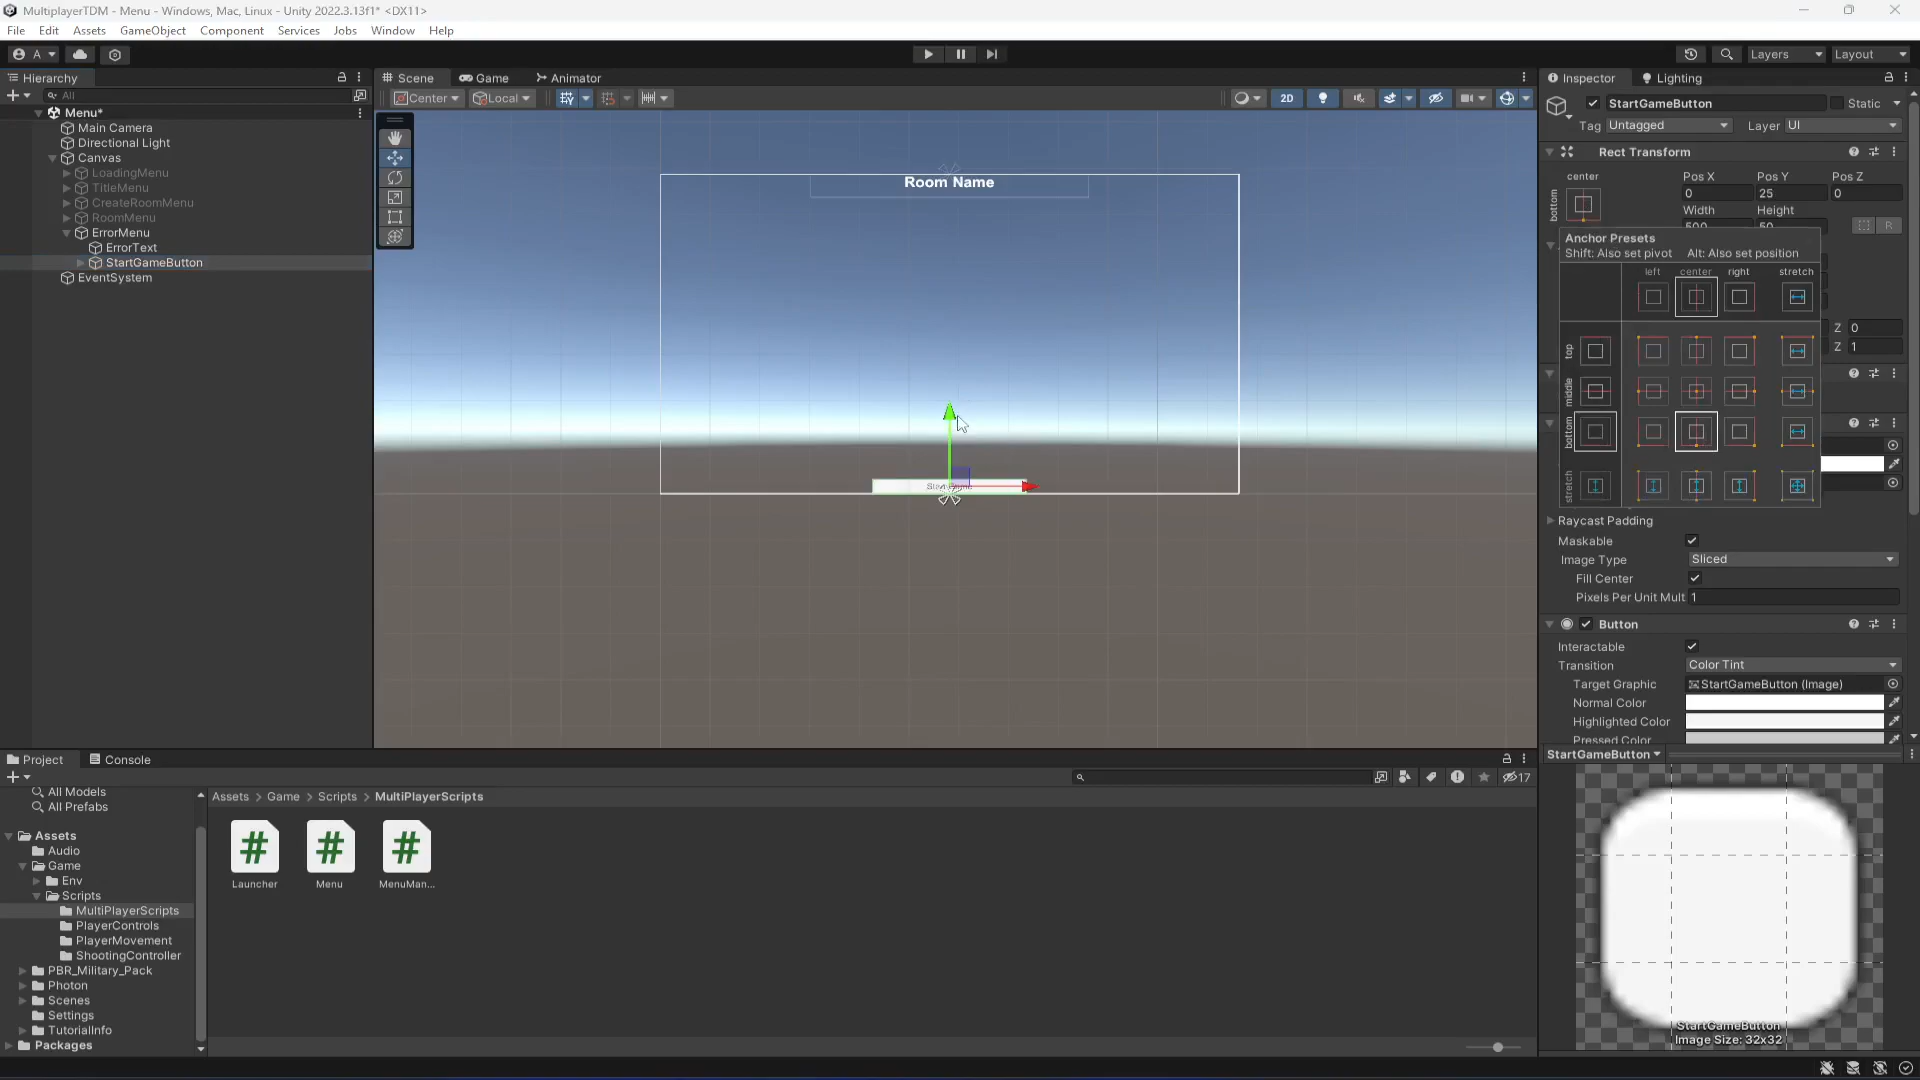 MultiplayerTDM - Menu - Windows, Mac, Linux - Unity 2022.3.13f1* <DX11>
File Edit Assets GameObject Component Services Jobs Window Help
A Layers Layout
Hierarchy
All
Menu*
Main Camera
Directional Light
Canvas
LoadingMenu
TitleMenu
CreateRoomMenu
RoomMenu
ErrorMenu
ErrorText
StartGameButton
EventSystem
Scene Game Animator
Center Local 2D
Room Name
Inspector Lighting
StartGameButton Static
Tag Untagged Layer UI
Rect Transform
center Pos X Pos Y Pos Z
bottom 0 25 0
Width Height
Anchor Presets
Shift: Also set pivot Alt: Also set position
left center right stretch
top
middle
bottom
stretch
Z 0
Z 1
Raycast Padding
Maskable
Image Type Sliced
Fill Center
Pixels Per Unit Mult 1
Button
Interactable
Transition Color Tint
Target Graphic StartGameButton (Image)
Normal Color
Highlighted Color
Pressed Color
StartGameButton
StartGameButton
Image Size: 32x32
Project Console
17
All Models
All Prefabs
Assets
Audio
Game
Env
Scripts
MultiPlayerScripts
PlayerControls
PlayerMovement
ShootingController
PBR_Military_Pack
Photon
Scenes
Settings
TutorialInfo
Packages
Assets > Game > Scripts > MultiPlayerScripts
Launcher Menu MenuMan...